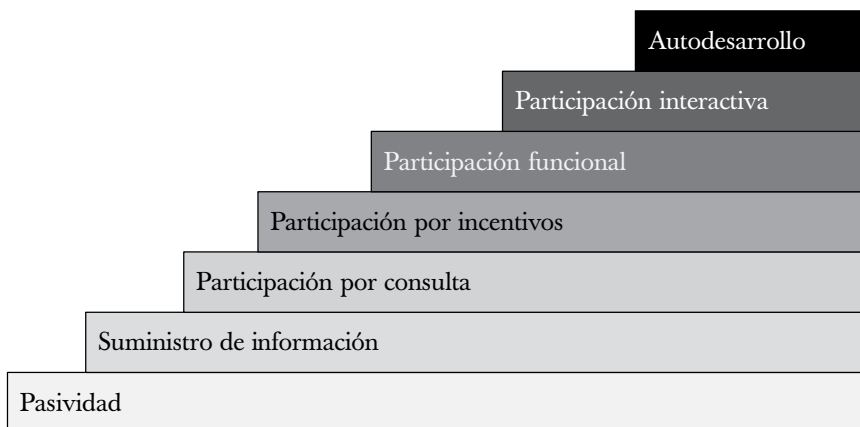 Autodesarrollo
Participación interactiva
Participación funcional
Participación por incentivos
Participación por consulta
Suministro de información
Pasividad